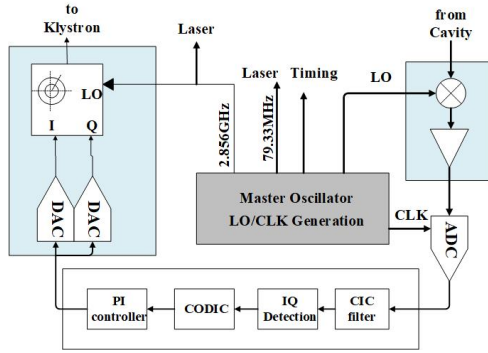 to
Klystron
Laser
from
Cavity
LO
I
Q
Laser
Timing
LO
2.856GHz
79.33MHz
Master Oscillator
LO/CLK Generation
CLK
DAC
DAC
ADC
PI
controller
CODIC
IQ
Detection
CIC
filter